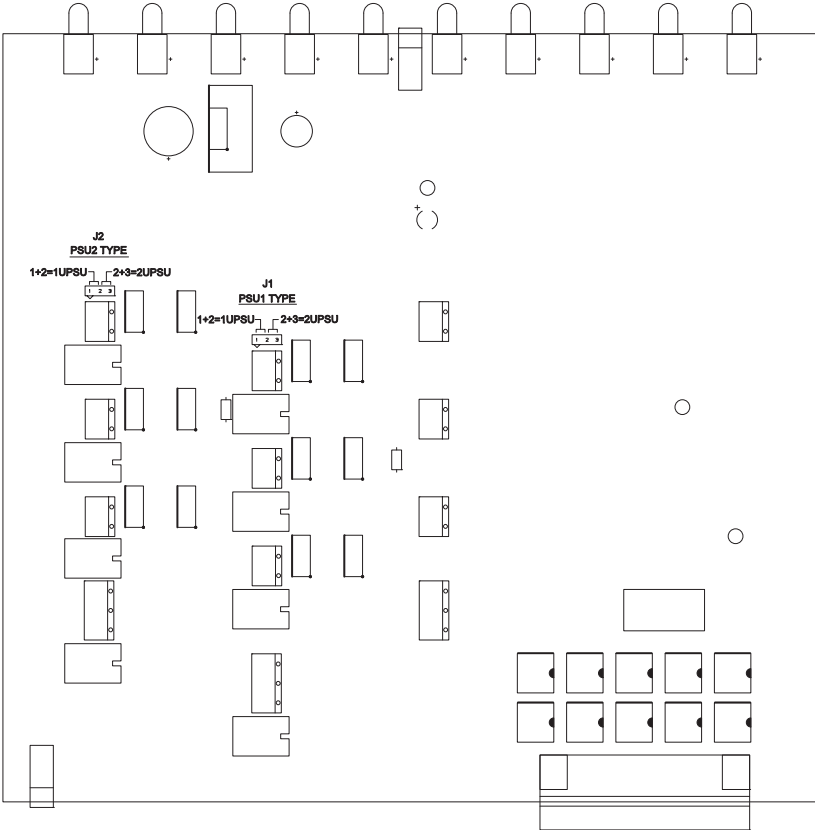 J2
PSU2 TYPE
1+2=1UPSU 2+3=2UPSU
1 2 3
J1
PSU1 TYPE
1+2=1UPSU 2+3=2UPSU
1 2 3